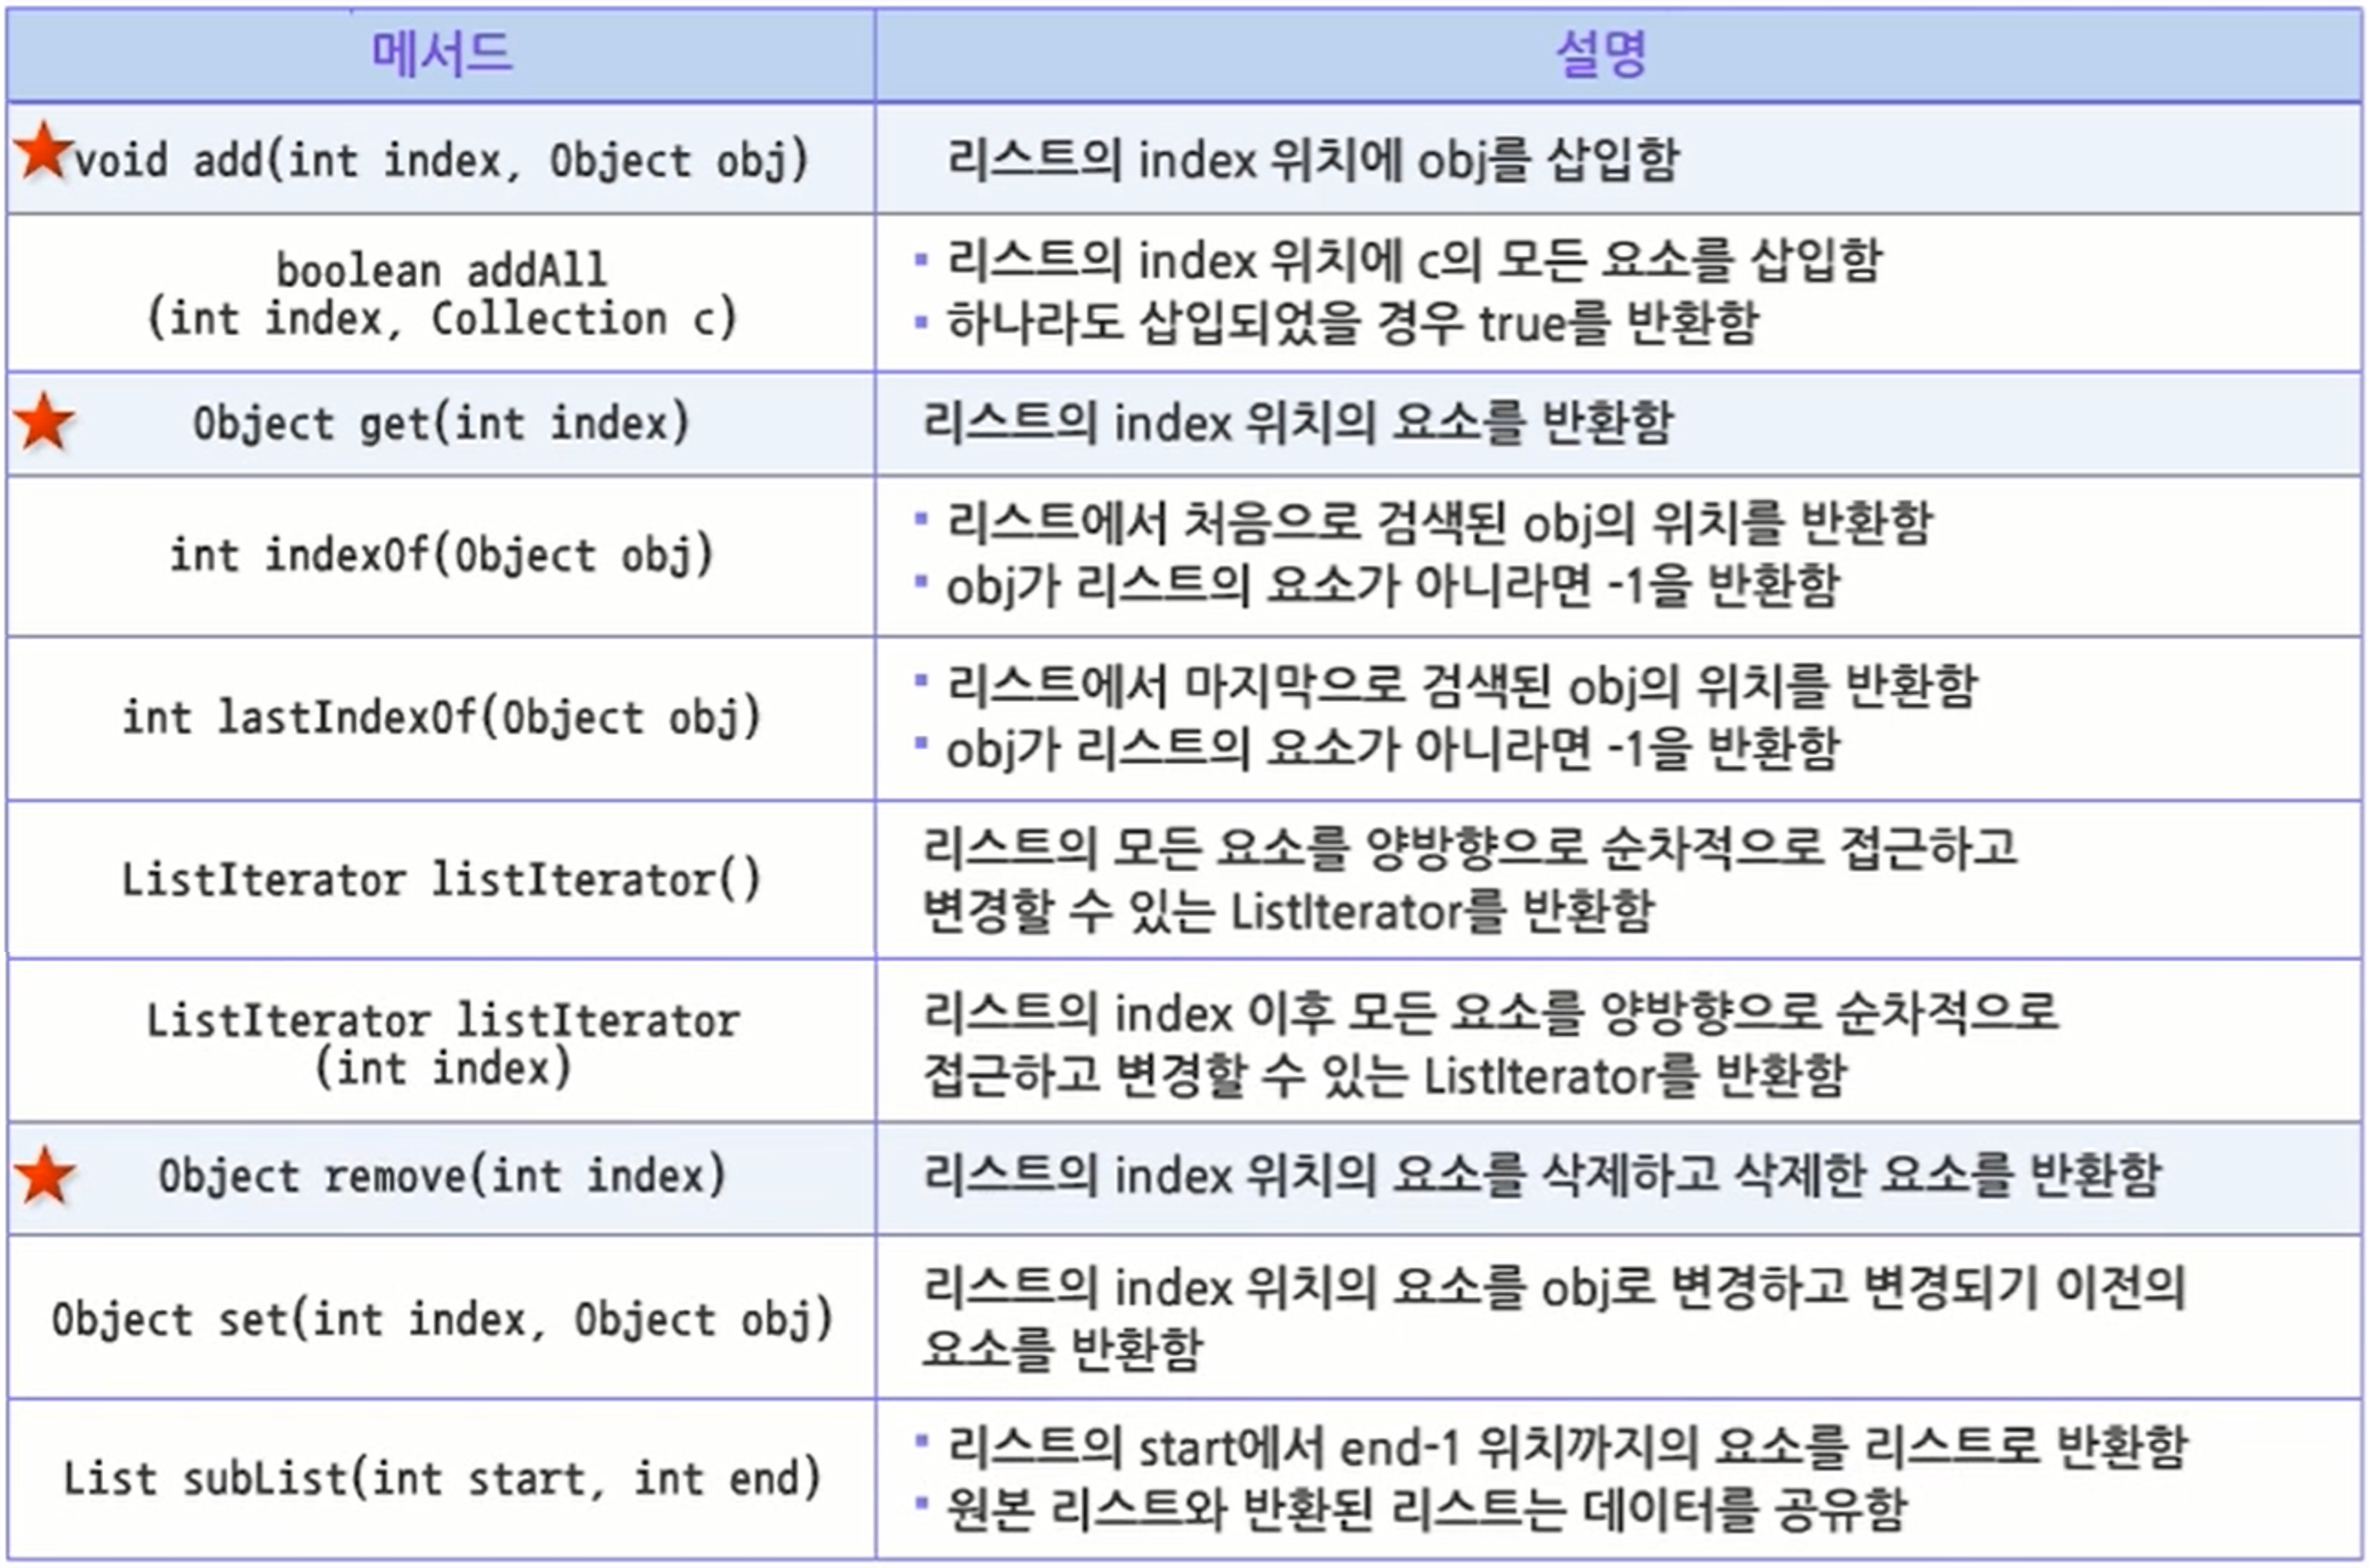 메서드
설명
void add(int index, Object obj)
리스트의 index 위치에 obj를 삽입함
boolean addAll
(int index, Collection c)
▪ 리스트의 index 위치에 c의 모든 요소를 삽입함
▪ 하나라도 삽입되었을 경우 true를 반환함
Object get(int index)
리스트의 index 위치의 요소를 반환함
int indexOf(Object obj)
▪ 리스트에서 처음으로 검색된 obj의 위치를 반환함
▪ obj가 리스트의 요소가 아니라면 -1을 반환함
int lastIndexOf(Object obj)
▪ 리스트에서 마지막으로 검색된 obj의 위치를 반환함
▪ obj가 리스트의 요소가 아니라면 -1을 반환함
ListIterator listIterator()
리스트의 모든 요소를 양방향으로 순차적으로 접근하고
변경할 수 있는 ListIterator를 반환함
ListIterator listIterator
(int index)
리스트의 index 이후 모든 요소를 양방향으로 순차적으로
접근하고 변경할 수 있는 ListIterator를 반환함
Object remove(int index)
리스트의 index 위치의 요소를 삭제하고 삭제한 요소를 반환함
Object set(int index, Object obj)
리스트의 index 위치의 요소를 obj로 변경하고 변경되기 이전의
요소를 반환함
List subList(int start, int end)
▪ 리스트의 start에서 end-1 위치까지의 요소를 리스트로 반환함
▪ 원본 리스트와 반환된 리스트는 데이터를 공유함